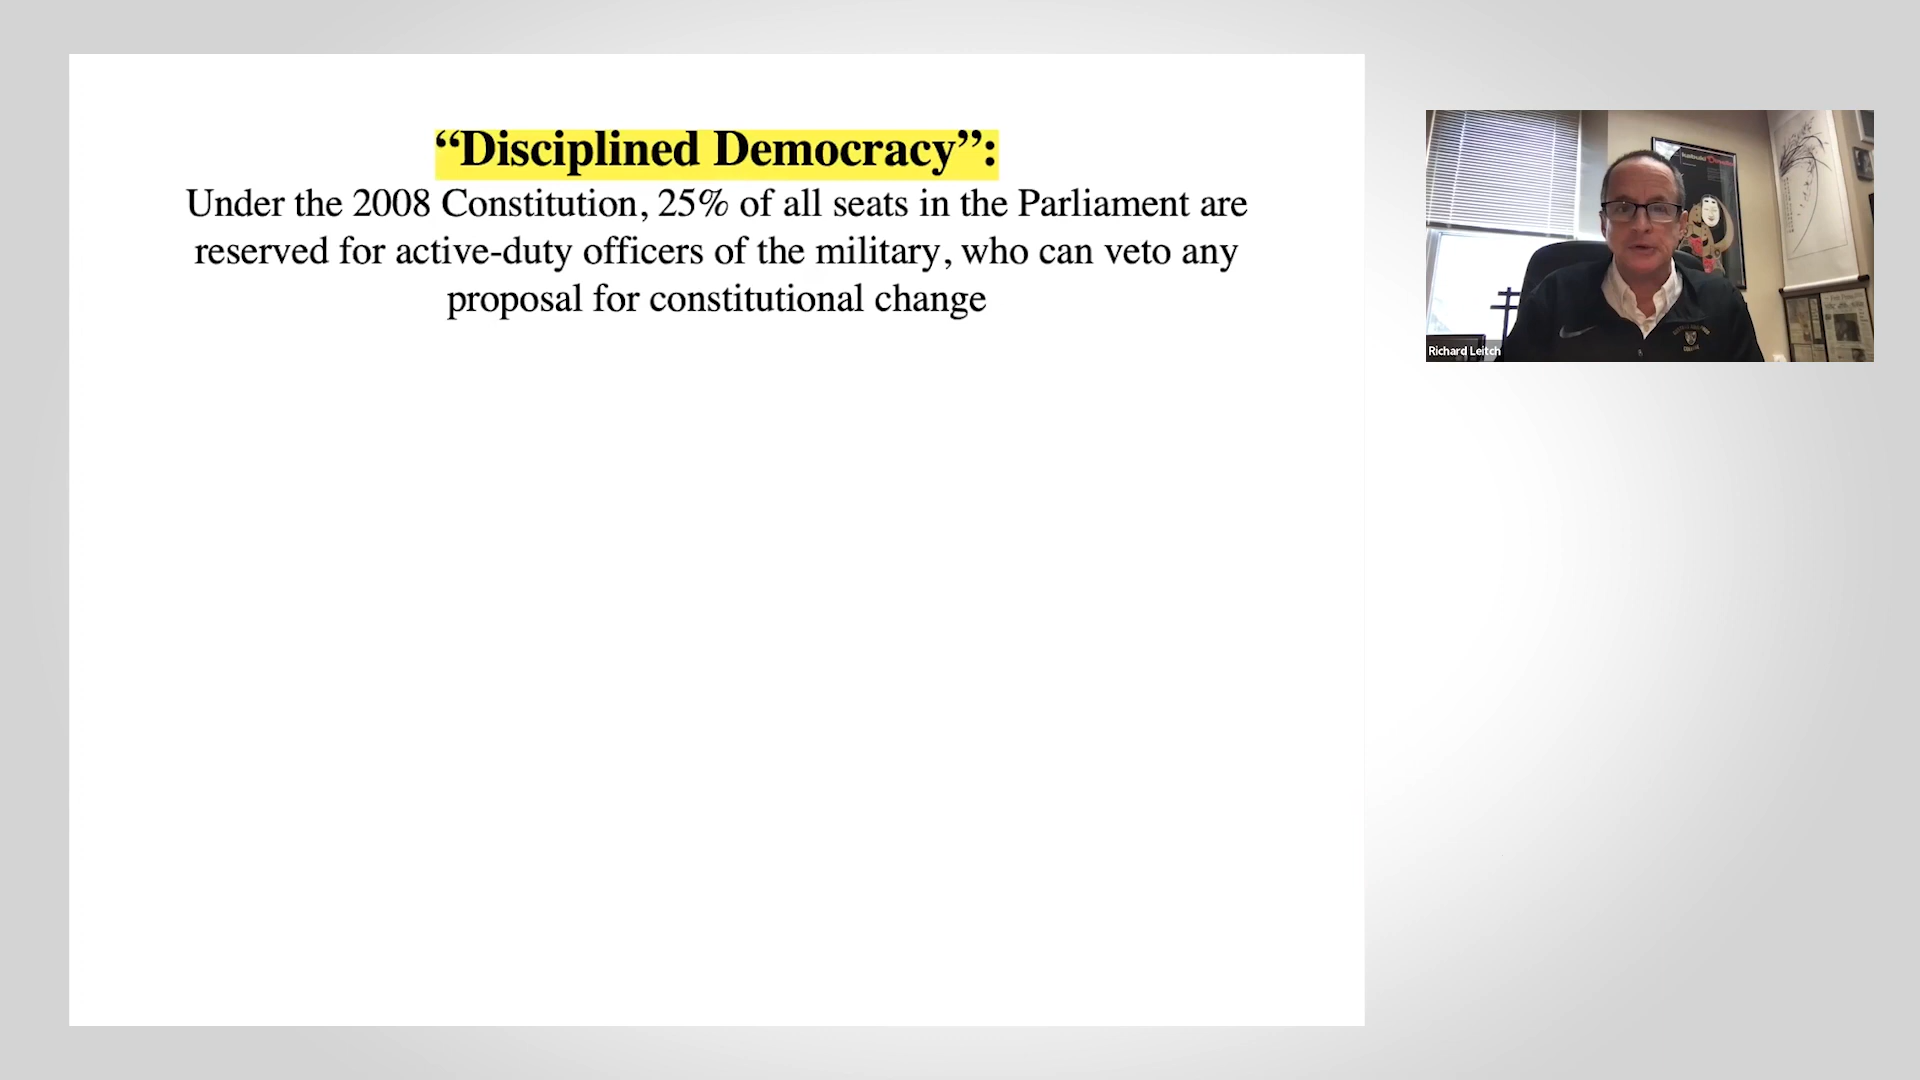 “Disciplined Democracy”:
Under the 2008 Constitution, 25% of all seats in the Parliament are
reserved for active-duty officers of the military, who can veto any
proposal for constitutional change
Richard Leitch